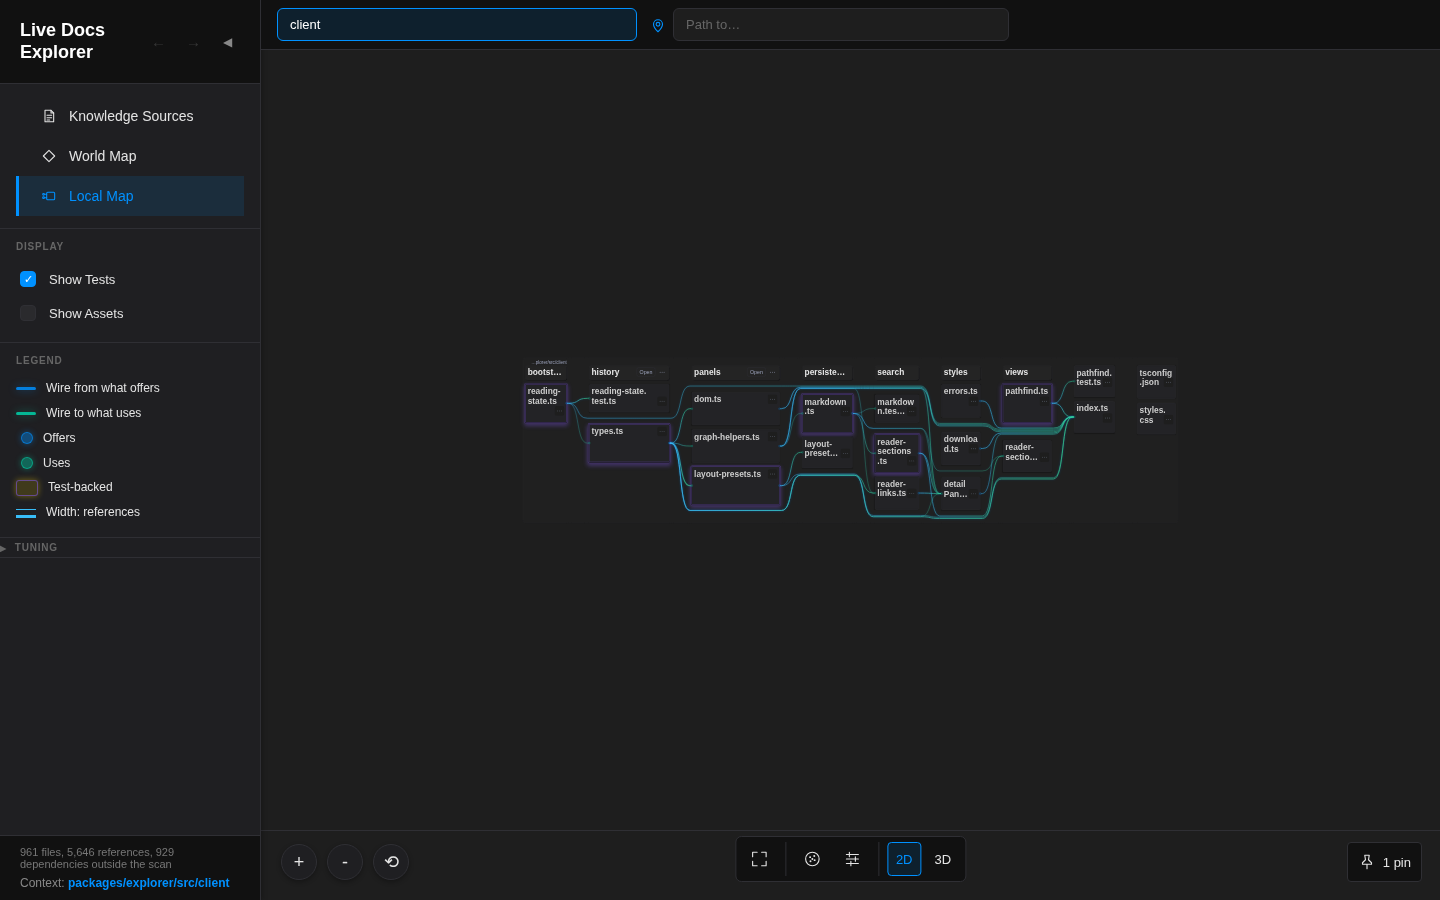 Live Docs
Explorer
client
Path to…
Knowledge Sources
World Map
Local Map
DISPLAY
Show Tests
Show Assets
LEGEND
Wire from what offers
Wire to what uses
Offers
Uses
Test-backed
Width: references
TUNING
bootst…
history
Open
panels
Open
persiste…
search
styles
views
reading-
state.ts
reading-state.
test.ts
types.ts
dom.ts
graph-helpers.ts
layout-presets.ts
markdown
.ts
layout-
preset…
markdow
n.tes…
reader-
sections
.ts
reader-
links.ts
errors.ts
downloa
d.ts
detail
Pan…
pathfind.ts
reader-
sectio…
pathfind.
test.ts
index.ts
tsconfig
.json
styles.
css
961 files, 5,646 references, 929
dependencies outside the scan
Context: packages/explorer/src/client
+
-
2D
3D
1 pin